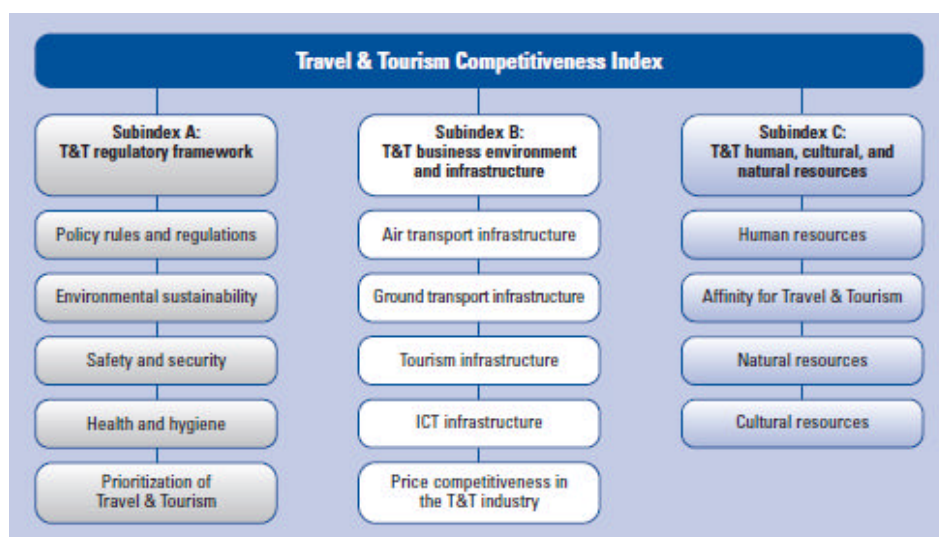 Travel & Tourism Competitiveness Index
Subindex A:
T&T regulatory framework
Policy rules and regulations
Environmental sustainability
Safety and security
Health and hygiene
Prioritization of
Travel & Tourism
Subindex B:
T&T business environment
and infrastructure
Air transport infrastructure
Ground transport infrastructure
Tourism infrastructure
ICT infrastructure
Price competitiveness in
the T&T industry
Subindex C:
T&T human, cultural, and
natural resources
Human resources
Affinity for Travel & Tourism
Natural resources
Cultural resources